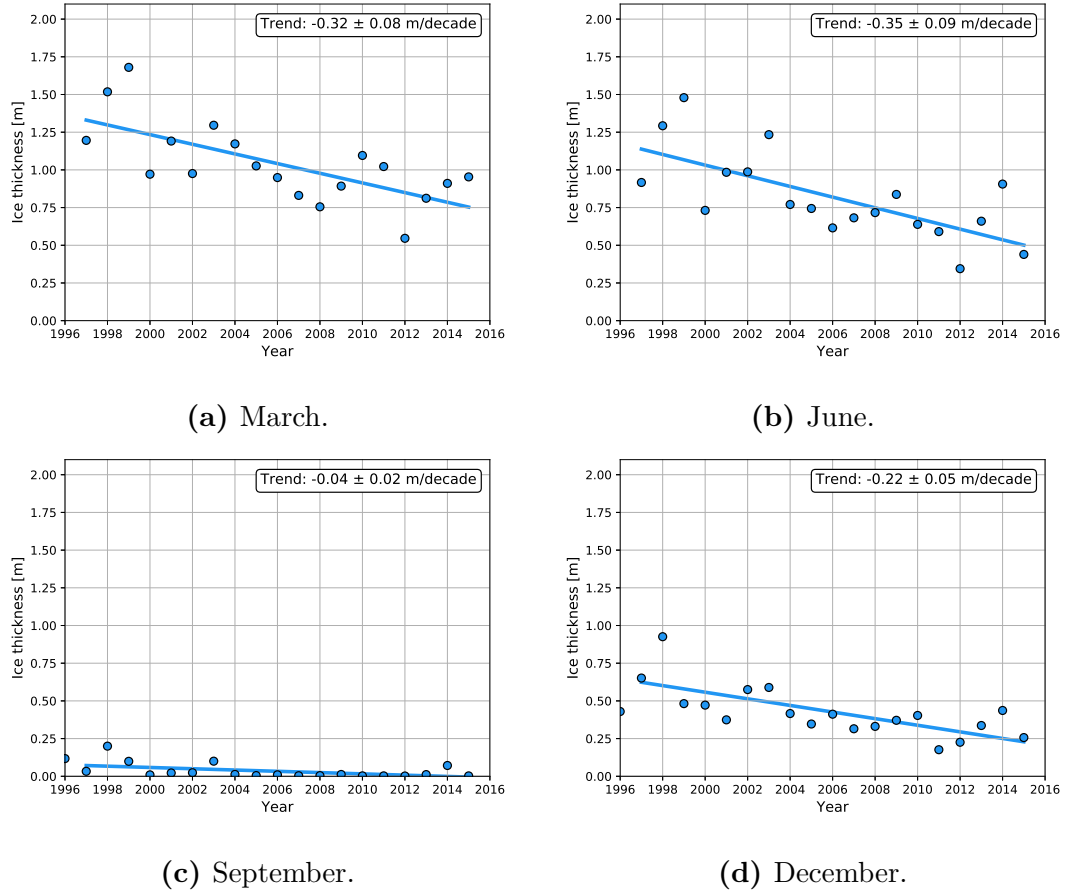 Trend: -0.32 ± 0.08 m/decade
2.00
1.75
1.50
1.25
1.00
0.75
0.50
0.25
0.00
Ice thickness [m]
1996 1998 2000 2002 2004 2006 2008 2010 2012 2014 2016
Year
(a) March.
Trend: -0.35 ± 0.09 m/decade
2.00
1.75
1.50
1.25
1.00
0.75
0.50
0.25
0.00
Ice thickness [m]
1996 1998 2000 2002 2004 2006 2008 2010 2012 2014 2016
Year
(b) June.
Trend: -0.04 ± 0.02 m/decade
2.00
1.75
1.50
1.25
1.00
0.75
0.50
0.25
0.00
Ice thickness [m]
1996 1998 2000 2002 2004 2006 2008 2010 2012 2014 2016
Year
(c) September.
Trend: -0.22 ± 0.05 m/decade
2.00
1.75
1.50
1.25
1.00
0.75
0.50
0.25
0.00
Ice thickness [m]
1996 1998 2000 2002 2004 2006 2008 2010 2012 2014 2016
Year
(d) December.